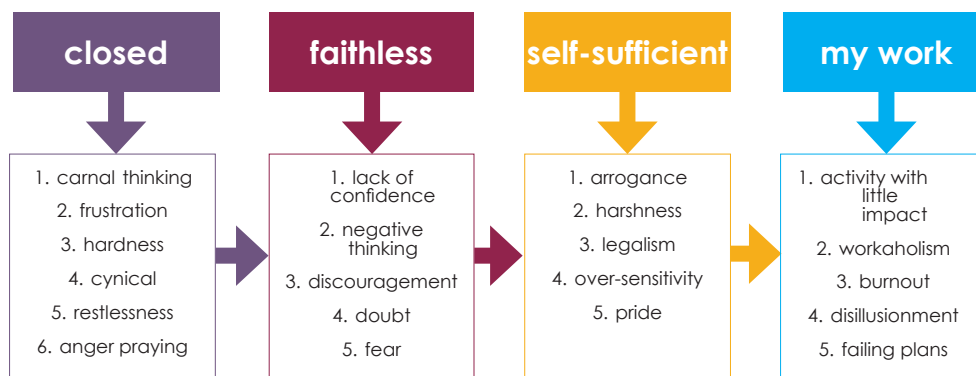 closed
1. carnal thinking
2. frustration
3. hardness
4. cynical
5. restlessness
6. anger praying
faithless
1. lack of
confidence
2. negative
thinking
3. discouragement
4. doubt
5. fear
self-sufficient
1. arrogance
2. harshness
3. legalism
4. over-sensitivity
5. pride
my work
1. activity with
little
impact
2. workaholism
3. burnout
4. disillusionment
5. failing plans